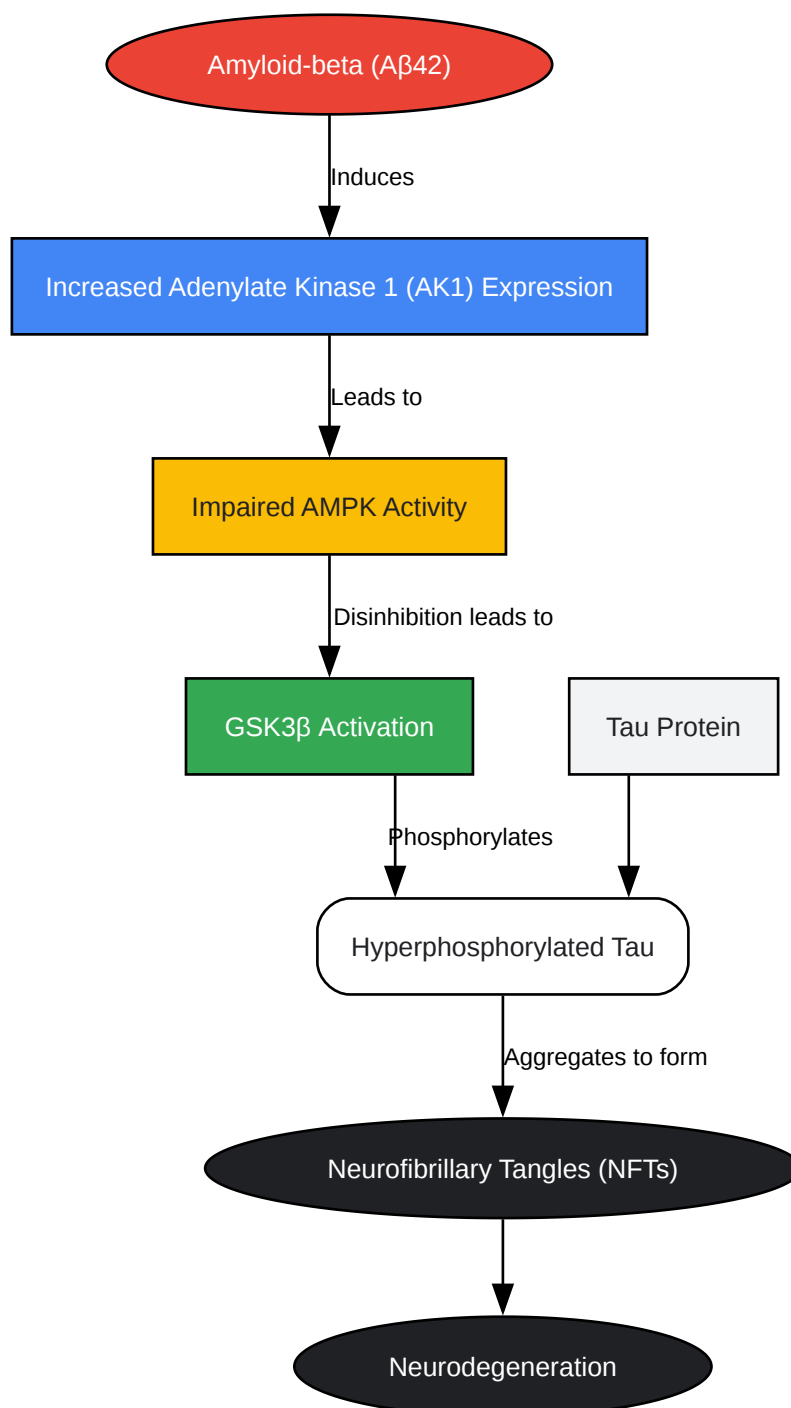 Amyloid-beta (Aβ42)
Induces
Increased Adenylate Kinase 1 (AK1) Expression
Leads to
Impaired AMPK Activity
Disinhibition leads to
GSK3β Activation
Tau Protein
Phosphorylates
Hyperphosphorylated Tau
Aggregates to form
Neurofibrillary Tangles (NFTs)
Neurodegeneration